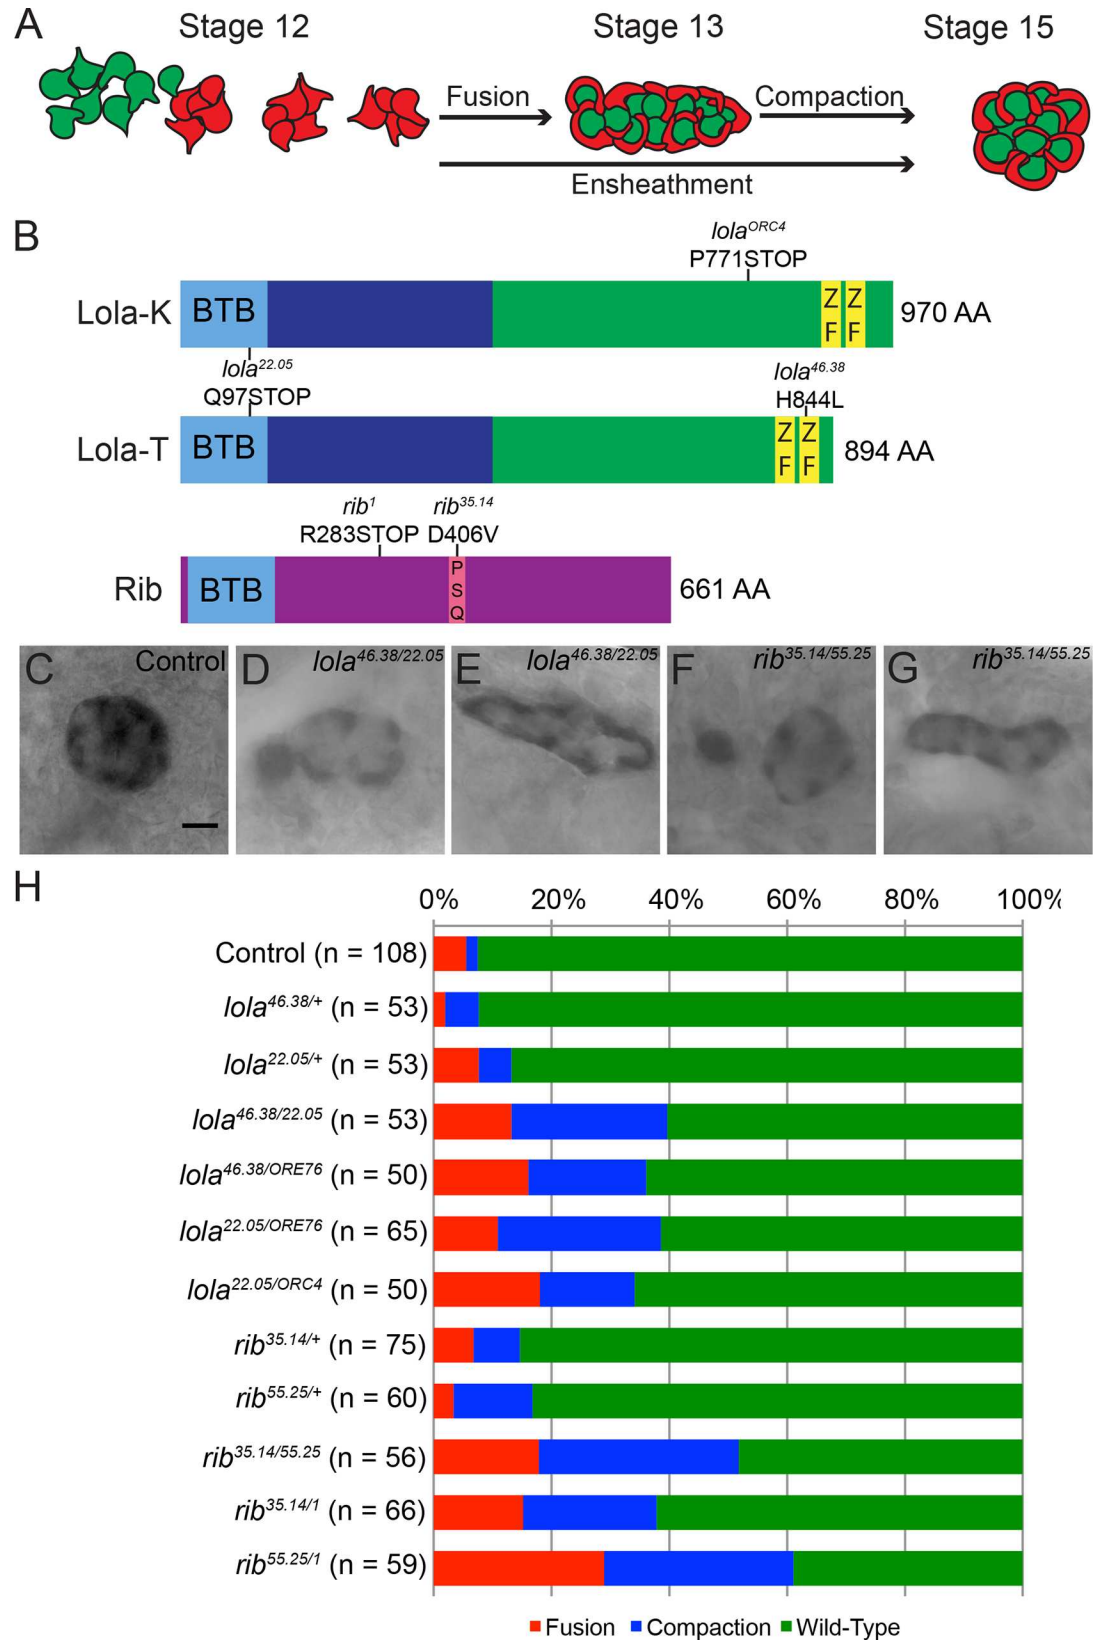 A
Stage 12
Stage 13
Stage 15
Fusion
Compaction
Ensheathment
B
lola^ORC4
P771STOP
Lola-K
BTB
Z Z
F F
970 AA
lola^22.05
Q97STOP
lola^46.38
H844L
Lola-T
BTB
Z Z
F F
894 AA
rib^1
R283STOP
rib^35.14
D406V
Rib
BTB
P
S
Q
661 AA
C Control
D lola^46.38/22.05
E lola^46.38/22.05
F rib^35.14/55.25
G rib^35.14/55.25
H
0% 20% 40% 60% 80% 100%
Control (n = 108)
lola^46.38/+ (n = 53)
lola^22.05/+ (n = 53)
lola^46.38/22.05 (n = 53)
lola^46.38/ORE76 (n = 50)
lola^22.05/ORE76 (n = 65)
lola^22.05/ORC4 (n = 50)
rib^35.14/+ (n = 75)
rib^55.25/+ (n = 60)
rib^35.14/55.25 (n = 56)
rib^35.14/1 (n = 66)
rib^55.25/1 (n = 59)
Fusion Compaction Wild-Type